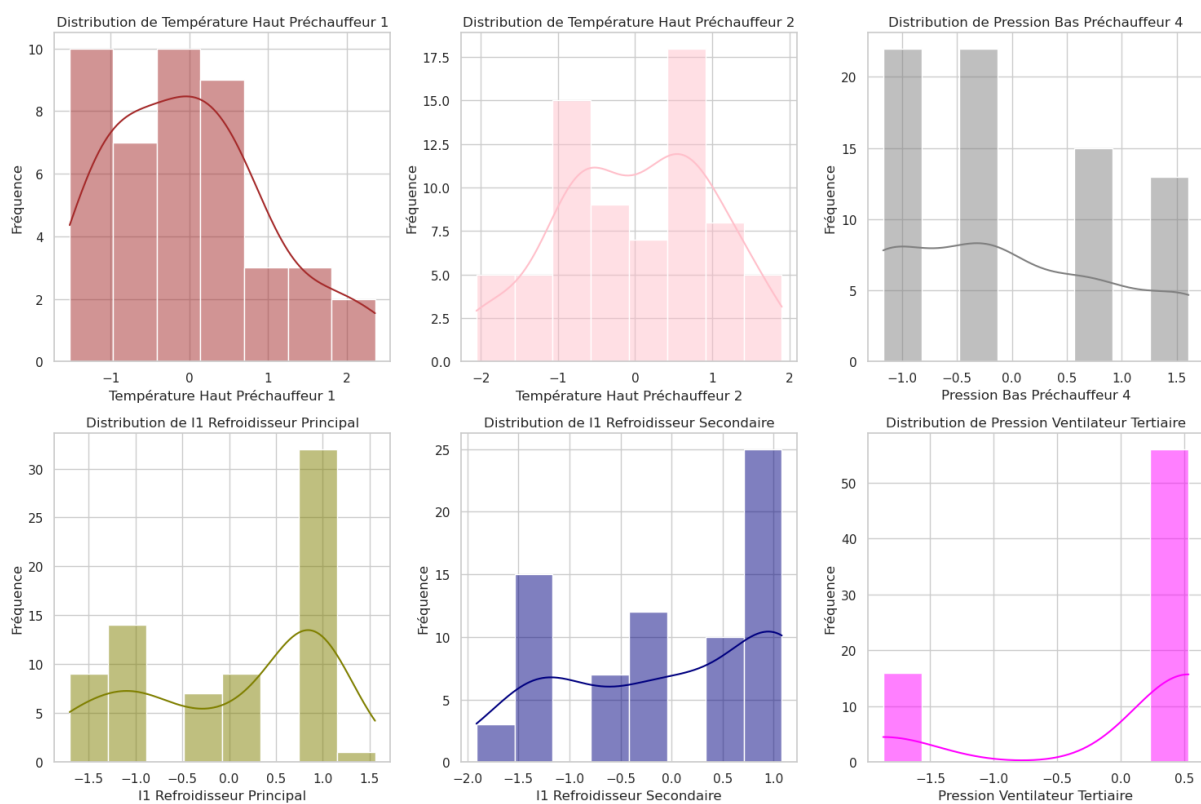 Distribution de Température Haut Préchauffeur 1
Fréquence
10
8
6
4
2
0
−1 0 1 2
Température Haut Préchauffeur 1
Distribution de Température Haut Préchauffeur 2
Fréquence
17.5
15.0
12.5
10.0
7.5
5.0
2.5
0.0
−2 −1 0 1 2
Température Haut Préchauffeur 2
Distribution de Pression Bas Préchauffeur 4
Fréquence
20
15
10
5
0
−1.0 −0.5 0.0 0.5 1.0 1.5
Pression Bas Préchauffeur 4
Distribution de I1 Refroidisseur Principal
Fréquence
30
25
20
15
10
5
0
−1.5 −1.0 −0.5 0.0 0.5 1.0 1.5
I1 Refroidisseur Principal
Distribution de I1 Refroidisseur Secondaire
Fréquence
25
20
15
10
5
0
−2.0 −1.5 −1.0 −0.5 0.0 0.5 1.0
I1 Refroidisseur Secondaire
Distribution de Pression Ventilateur Tertiaire
Fréquence
50
40
30
20
10
0
−1.5 −1.0 −0.5 0.0 0.5
Pression Ventilateur Tertiaire